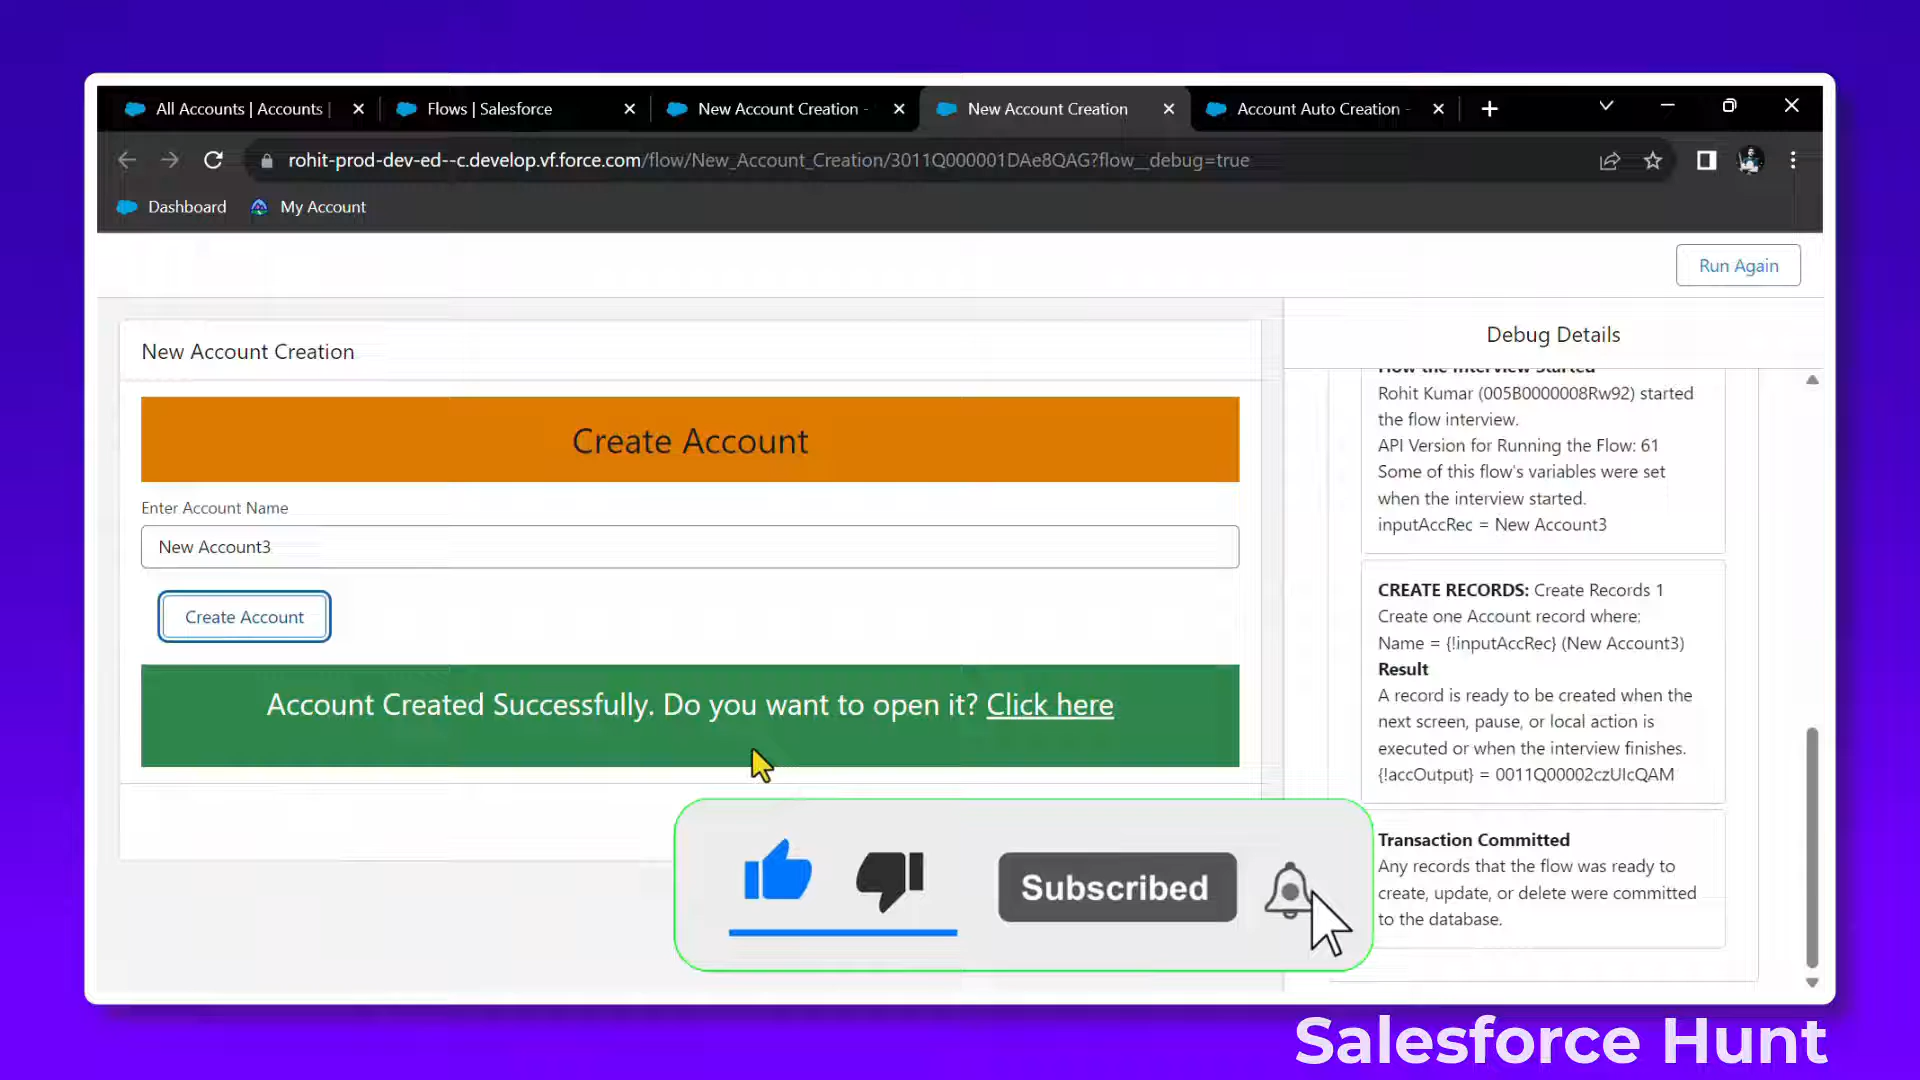 All Accounts | Accounts |
Flows | Salesforce
New Account Creation -
New Account Creation
Account Auto Creation -
rohit-prod-dev-ed--c.develop.vf.force.com/flow/New_Account_Creation/3011Q000001DAe8QAG?flow__debug=true
Dashboard
My Account
Run Again
New Account Creation
Create Account
Enter Account Name
New Account3
Create Account
Account Created Successfully. Do you want to open it? Click here
Debug Details
How the Interview Started
Rohit Kumar (005B0000008Rw92) started
the flow interview.
API Version for Running the Flow: 61
Some of this flow's variables were set
when the interview started.
inputAccRec = New Account3
CREATE RECORDS: Create Records 1
Create one Account record where:
Name = {!inputAccRec} (New Account3)
Result
A record is ready to be created when the
next screen, pause, or local action is
executed or when the interview finishes.
{!accOutput} = 0011Q00002czUIcQAM
Transaction Committed
Any records that the flow was ready to
create, update, or delete were committed
to the database.
Subscribed
Salesforce Hunt